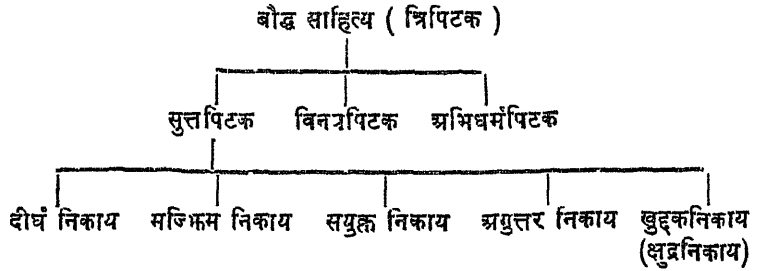 बौद्ध साहित्य ( त्रिपिटक )
सुत्तपिटक विनयपिटक अभिधर्मपिटक
दीर्घ निकाय मज्झिम निकाय सयुक्त निकाय अगुत्तर निकाय खुद्दकनिकाय
(क्षुद्रनिकाय)